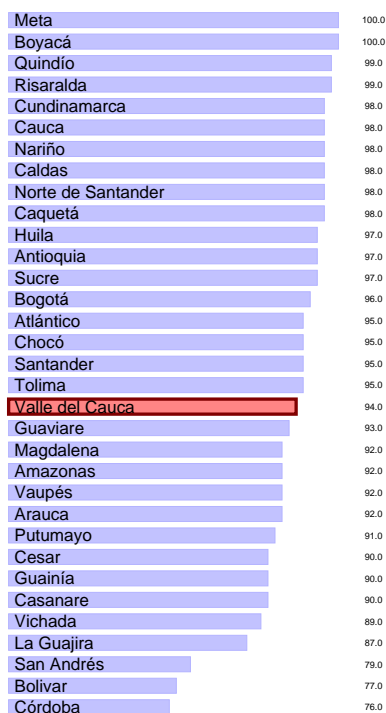 Meta 100.0
Boyacá 100.0
Quindío 99.0
Risaralda 99.0
Cundinamarca 98.0
Cauca 98.0
Nariño 98.0
Caldas 98.0
Norte de Santander 98.0
Caquetá 98.0
Huila 97.0
Antioquia 97.0
Sucre 97.0
Bogotá 96.0
Atlántico 95.0
Chocó 95.0
Santander 95.0
Tolima 95.0
Valle del Cauca 94.0
Guaviare 93.0
Magdalena 92.0
Amazonas 92.0
Vaupés 92.0
Arauca 92.0
Putumayo 91.0
Cesar 90.0
Guainía 90.0
Casanare 90.0
Vichada 89.0
La Guajira 87.0
San Andrés 79.0
Bolivar 77.0
Córdoba 76.0